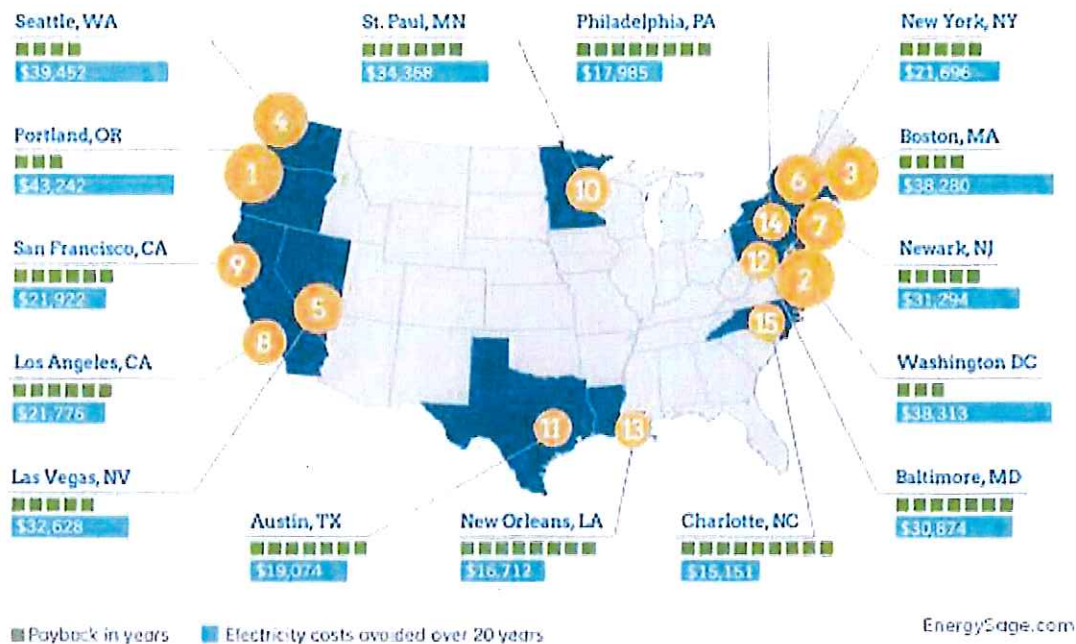 Seattle, WA
$39,452
St. Paul, MN
$34,368
Philadelphia, PA
$17,985
New York, NY
$21,696
Portland, OR
$43,242
Boston, MA
$38,280
San Francisco, CA
$21,922
Newark, NJ
$31,294
Los Angeles, CA
$21,776
Washington DC
$38,313
Las Vegas, NV
$32,628
Baltimore, MD
$30,874
Austin, TX
$19,074
New Orleans, LA
$16,712
Charlotte, NC
$15,151
4
1
9
5
8
10
11
13
6
3
14
7
12
2
15
Payback in years
Electricity costs avoided over 20 years
EnergySage.com